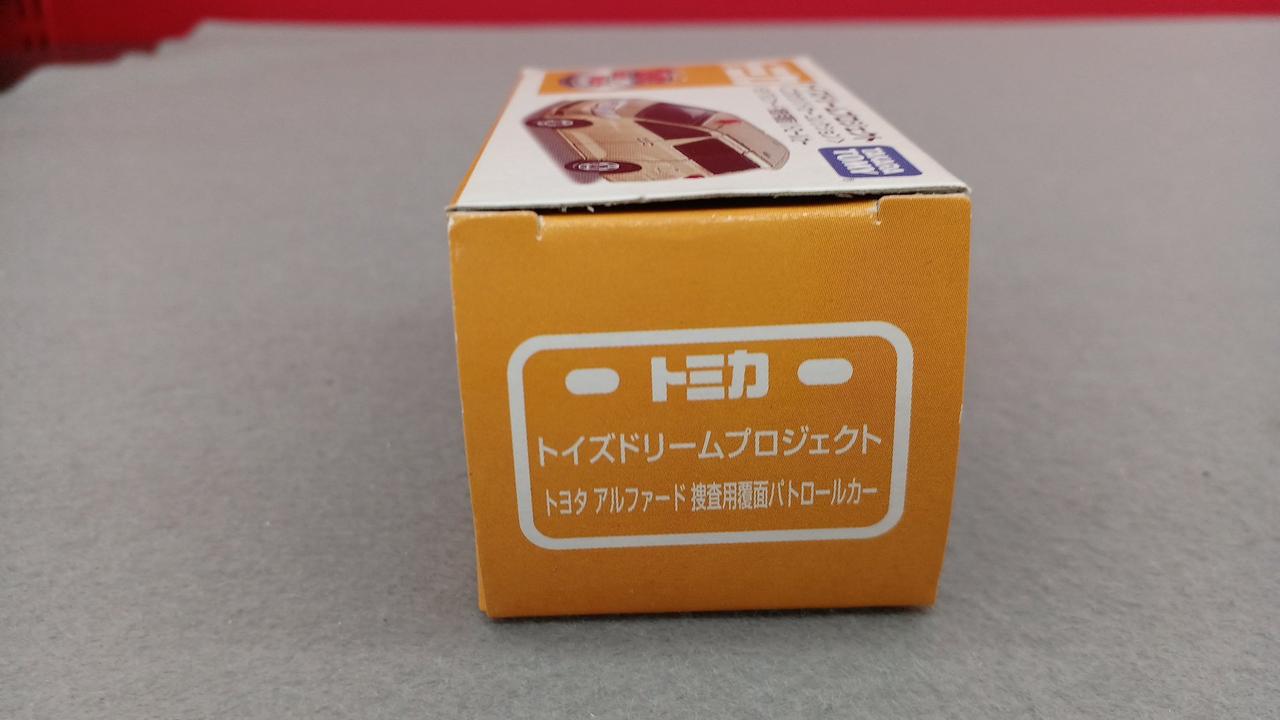 TAKARA
TOMY
トミカ
トイズドリームプロジェクト
トヨタ アルファード 捜査用覆面パトロールカー